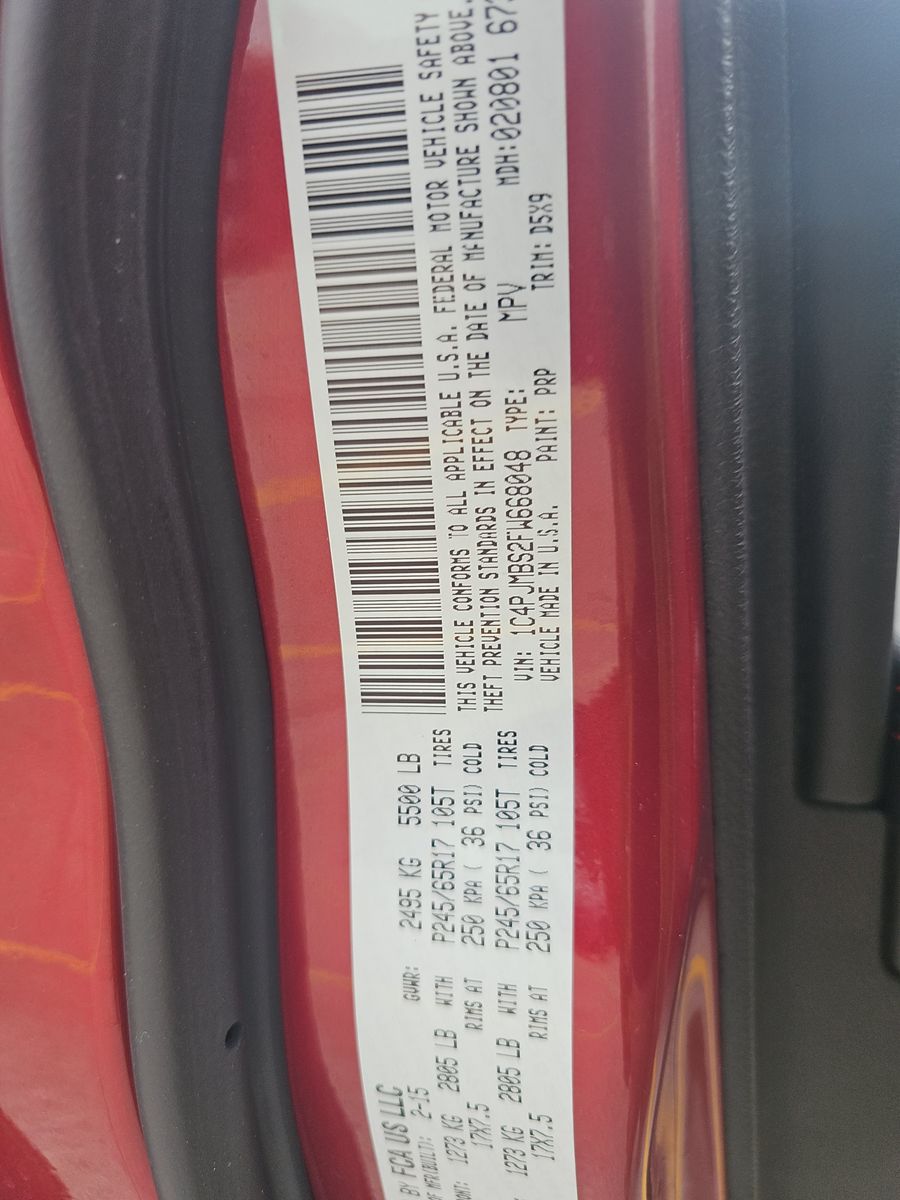 BY FCA US LLC
OF MFR(BUILT): 2-15 GVWR: 2495 KG 5500 LB
1273 KG 2805 LB WITH P245/65R17 105T TIRES
17X7.5 RIMS AT 250 KPA ( 36 PSI) COLD
1273 KG 2805 LB WITH P245/65R17 105T TIRES
17X7.5 RIMS AT 250 KPA ( 36 PSI) COLD
THIS VEHICLE CONFORMS TO ALL APPLICABLE U.S.A. FEDERAL MOTOR VEHICLE SAFETY
THEFT PREVENTION STANDARDS IN EFFECT ON THE DATE OF MANUFACTURE SHOWN ABOVE.
VIN: 1C4PJMBS2FW668048 TYPE: MPV MDH:020801 673
VEHICLE MADE IN U.S.A. PAINT: PRP TRIM: D5X9